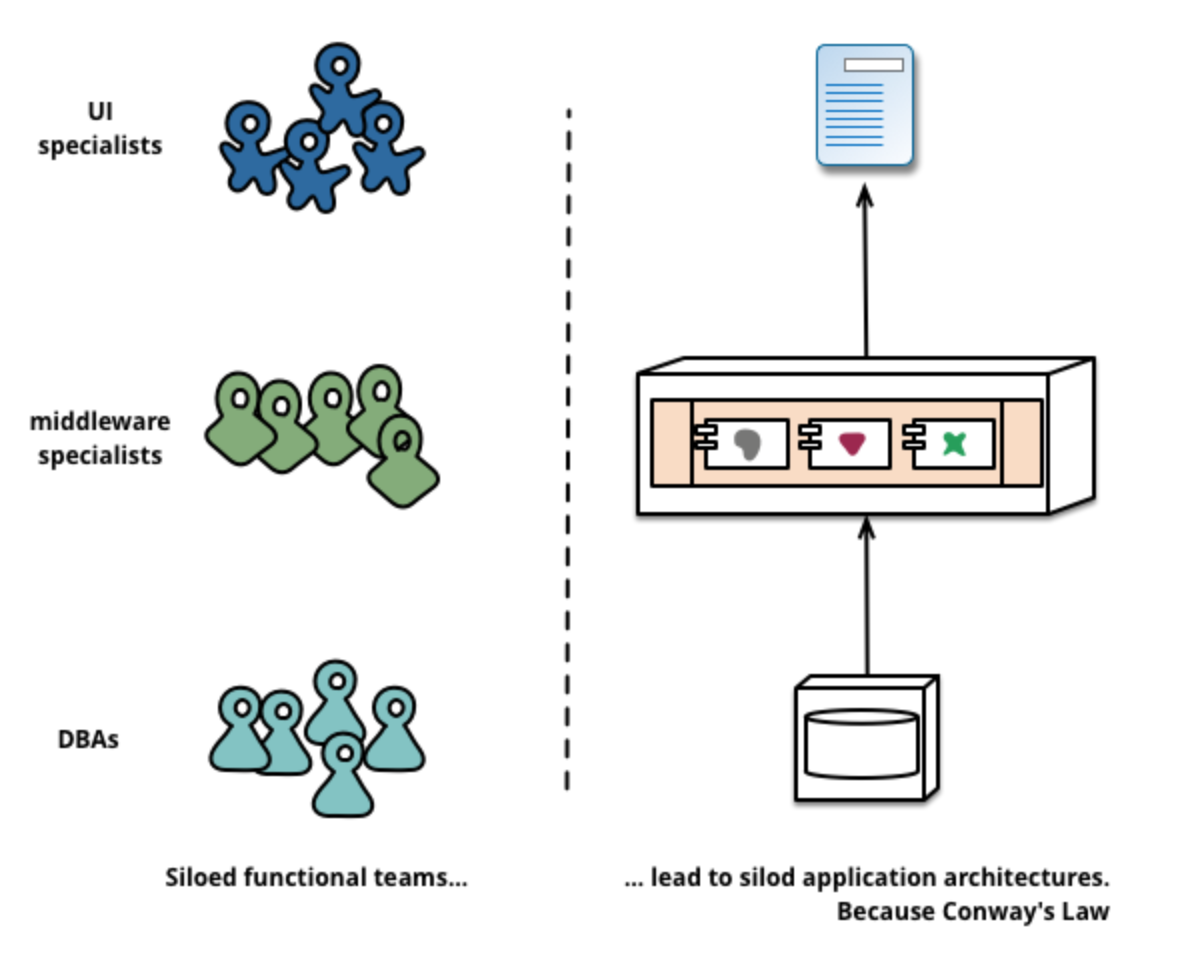 UI
specialists
middleware
specialists
DBAs
Siloed functional teams...
... lead to silod application architectures.
Because Conway's Law